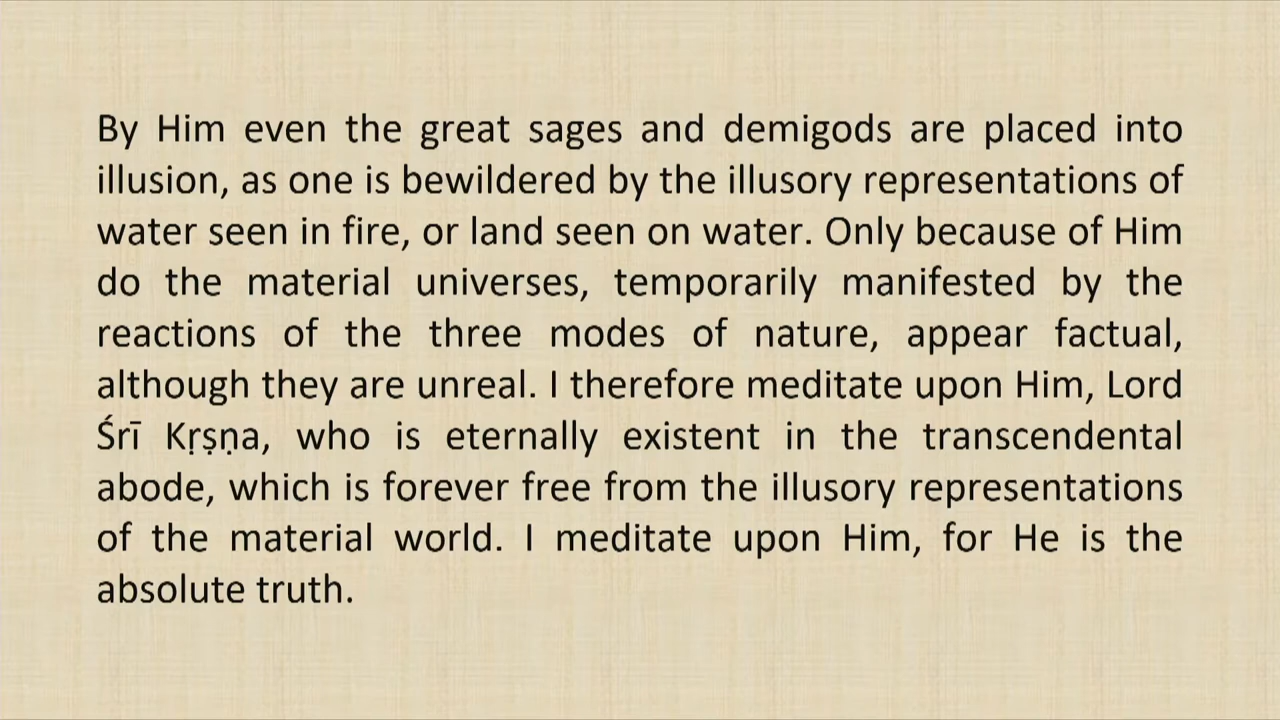 By Him even the great sages and demigods are placed into
illusion, as one is bewildered by the illusory representations of
water seen in fire, or land seen on water. Only because of Him
do the material universes, temporarily manifested by the
reactions of the three modes of nature, appear factual,
although they are unreal. I therefore meditate upon Him, Lord
Śrī Kṛṣṇa, who is eternally existent in the transcendental
abode, which is forever free from the illusory representations
of the material world. I meditate upon Him, for He is the
absolute truth.